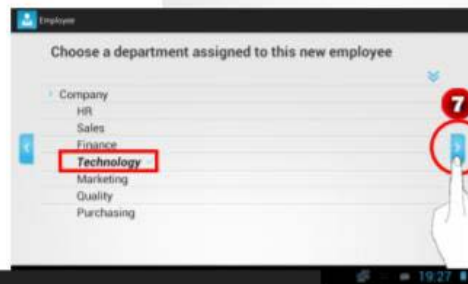 Employee
Choose a department assigned to this new employee
Company
HR
Sales
7
Finance
Technology
Marketing
Quality
Purchasing
19:27